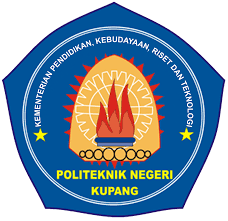 KEMENTERIAN PENDIDIKAN, KEBUDAYAAN, RISET DAN TEKNOLOGI
POLITEKNIK NEGERI
KUPANG